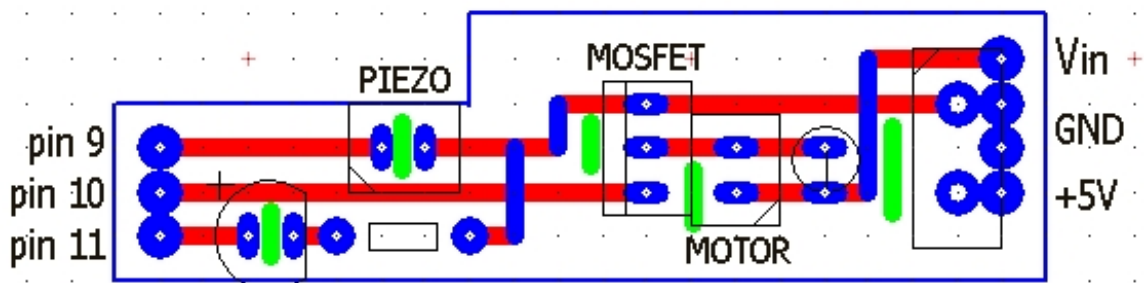 MOSFET
Vin
PIEZO
pin 9
GND
pin 10
+5V
pin 11
MOTOR